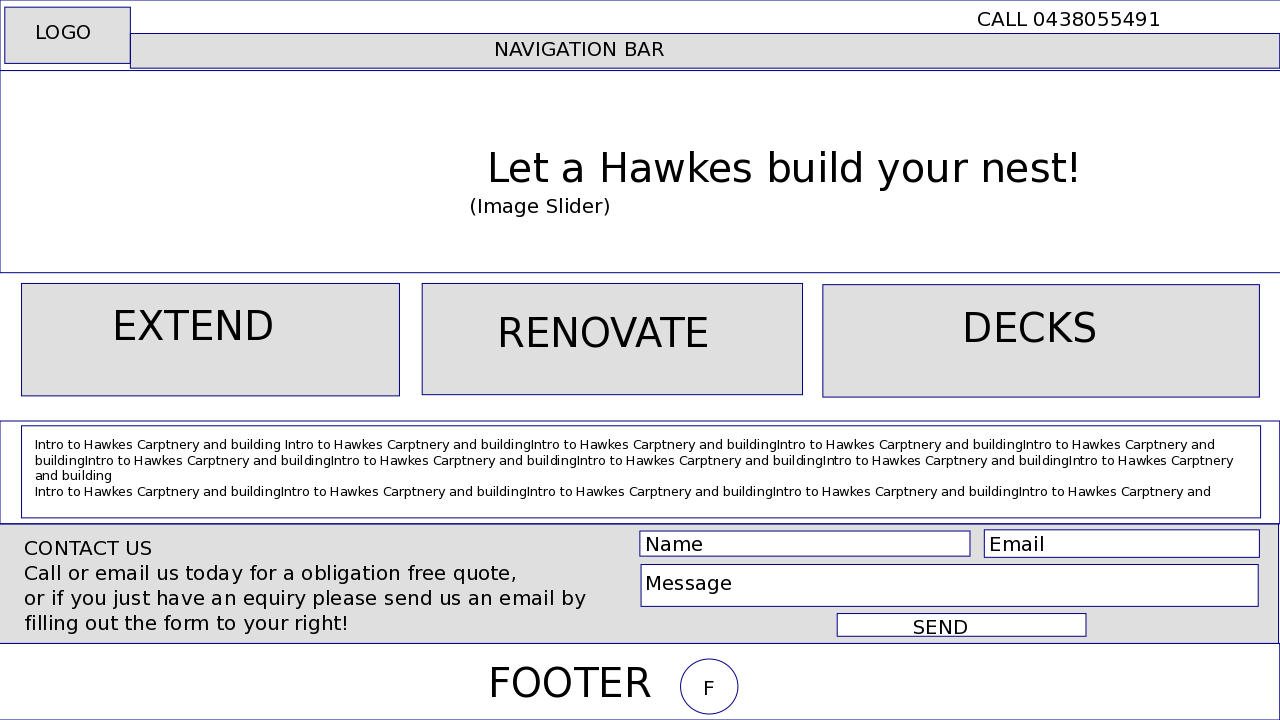 LOGO
CALL 0438055491
NAVIGATION BAR
Let a Hawkes build your nest!
(Image Slider)
EXTEND
RENOVATE
DECKS
Intro to Hawkes Carptnery and building Intro to Hawkes Carptnery and buildingIntro to Hawkes Carptnery and buildingIntro to Hawkes Carptnery and buildingIntro to Hawkes Carptnery and
buildingIntro to Hawkes Carptnery and buildingIntro to Hawkes Carptnery and buildingIntro to Hawkes Carptnery and buildingIntro to Hawkes Carptnery and buildingIntro to Hawkes Carptnery
and building
Intro to Hawkes Carptnery and buildingIntro to Hawkes Carptnery and buildingIntro to Hawkes Carptnery and buildingIntro to Hawkes Carptnery and buildingIntro to Hawkes Carptnery and
CONTACT US
Call or email us today for a obligation free quote,
or if you just have an equiry please send us an email by
filling out the form to your right!
Name
Email
Message
SEND
FOOTER
F